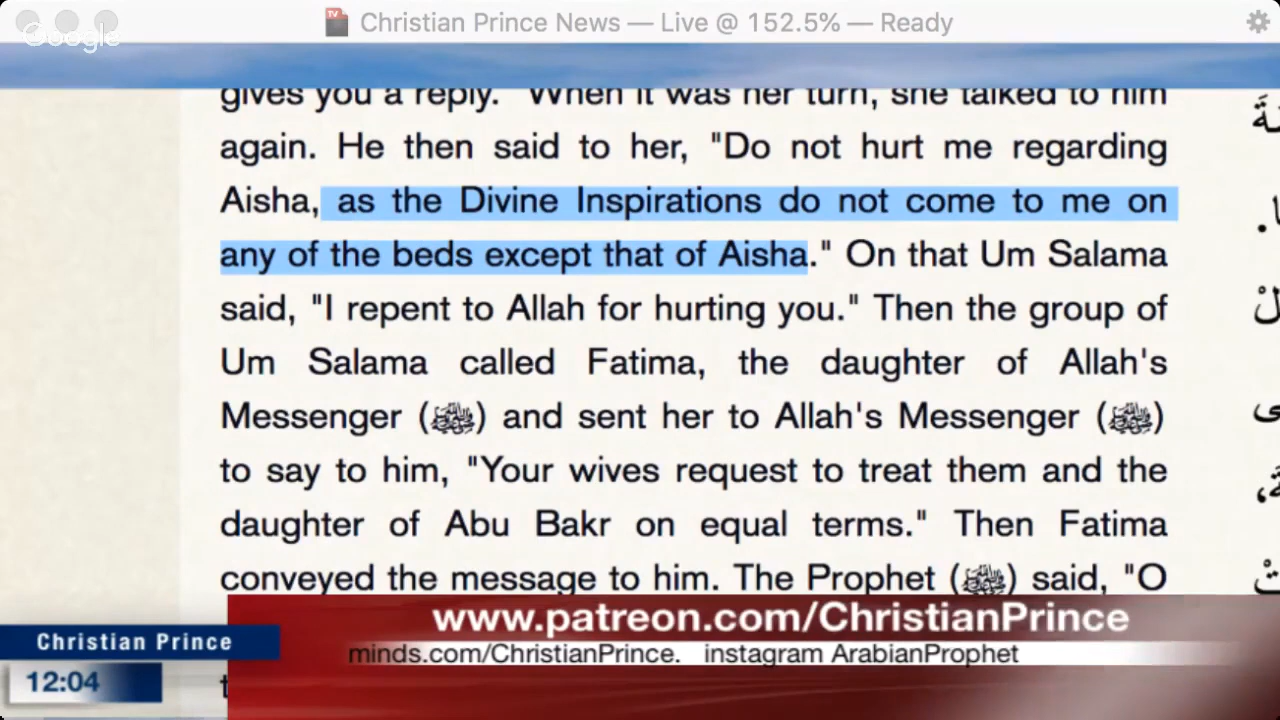 Christian Prince News — Live @ 152.5% — Ready
Google
gives you a reply." When it was her turn, she talked to him
again. He then said to her, "Do not hurt me regarding
Aisha, as the Divine Inspirations do not come to me on
any of the beds except that of Aisha." On that Um Salama
said, "I repent to Allah for hurting you." Then the group of
Um Salama called Fatima, the daughter of Allah's
Messenger (ﷺ) and sent her to Allah's Messenger (ﷺ)
to say to him, "Your wives request to treat them and the
daughter of Abu Bakr on equal terms." Then Fatima
conveyed the message to him. The Prophet (ﷺ) said, "O
www.patreon.com/ChristianPrince
Christian Prince
minds.com/ChristianPrince. instagram ArabianProphet
12:04